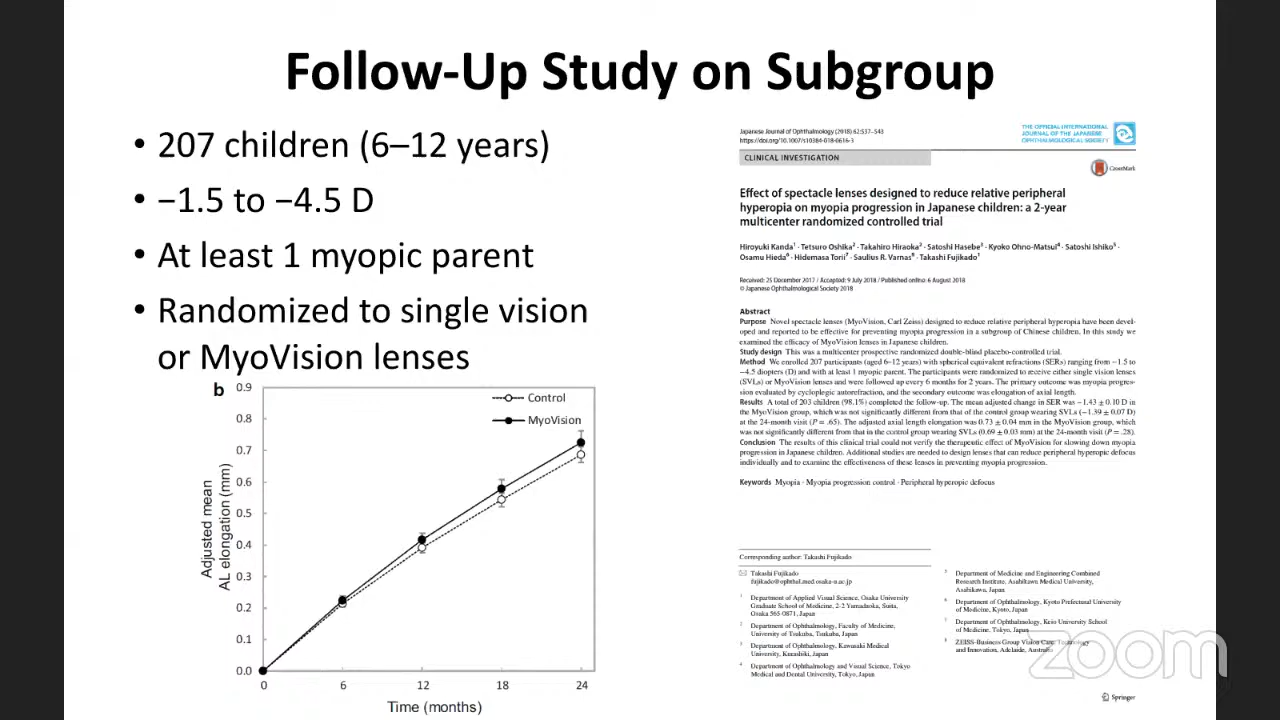 Follow-Up Study on Subgroup
• 207 children (6–12 years)
• −1.5 to −4.5 D
• At least 1 myopic parent
• Randomized to single vision
or MyoVision lenses
b
Control
MyoVision
0.9
0.8
0.7
0.6
0.5
0.4
0.3
0.2
0.1
0.0
Adjusted mean
AL elongation (mm)
0 6 12 18 24
Time (months)
Japanese Journal of Ophthalmology (2018) 62:537–543
https://doi.org/10.1007/s10384-018-0616-3
THE OFFICIAL INTERNATIONAL
JOURNAL OF THE JAPANESE
OPHTHALMOLOGICAL SOCIETY
CLINICAL INVESTIGATION
CrossMark
Effect of spectacle lenses designed to reduce relative peripheral
hyperopia on myopia progression in Japanese children: a 2-year
multicenter randomized controlled trial
Hiroyuki Kanda1 · Tetsuro Oshika2 · Takahiro Hiraoka2 · Satoshi Hasebe3 · Kyoko Ohno-Matsui4 · Satoshi Ishiko5 ·
Osamu Hieda6 · Hidemasa Torii7 · Saulius R. Varnas8 · Takashi Fujikado1
Received: 25 December 2017 / Accepted: 9 July 2018 / Published online: 6 August 2018
© Japanese Ophthalmological Society 2018
Abstract
Purpose Novel spectacle lenses (MyoVision, Carl Zeiss) designed to reduce relative peripheral hyperopia have been devel-
oped and reported to be effective for preventing myopia progression in a subgroup of Chinese children. In this study we
examined the efficacy of MyoVision lenses in Japanese children.
Study design This was a multicenter prospective randomized double-blind placebo-controlled trial.
Method We enrolled 207 participants (aged 6–12 years) with spherical equivalent refractions (SERs) ranging from −1.5 to
−4.5 diopters (D) and with at least 1 myopic parent. The participants were randomized to receive either single vision lenses
(SVLs) or MyoVision lenses and were followed up every 6 months for 2 years. The primary outcome was myopia progres-
sion evaluated by cycloplegic autorefraction, and the secondary outcome was elongation of axial length.
Results A total of 203 children (98.1%) completed the follow-up. The mean adjusted change in SER was −1.43 ± 0.10 D in
the MyoVision group, which was not significantly different from that of the control group wearing SVLs (−1.39 ± 0.07 D)
at the 24-month visit (P = .65). The adjusted axial length elongation was 0.73 ± 0.04 mm in the MyoVision group, which
was not significantly different from that in the control group wearing SVLs (0.69 ± 0.03 mm) at the 24-month visit (P = .28).
Conclusion The results of this clinical trial could not verify the therapeutic effect of MyoVision for slowing down myopia
progression in Japanese children. Additional studies are needed to design lenses that can reduce peripheral hyperopic defocus
individually and to examine the effectiveness of these lenses in preventing myopia progression.
Keywords Myopia · Myopia progression control · Peripheral hyperopic defocus
Corresponding author: Takashi Fujikado
Takashi Fujikado
fujikado@ophthal.med.osaka-u.ac.jp
1 Department of Applied Visual Science, Osaka University
Graduate School of Medicine, 2-2 Yamadaoka, Suita,
Osaka 565-0871, Japan
2 Department of Ophthalmology, Faculty of Medicine,
University of Tsukuba, Tsukuba, Japan
3 Department of Ophthalmology, Kawasaki Medical
University, Kurashiki, Japan
4 Department of Ophthalmology and Visual Science, Tokyo
Medical and Dental University, Tokyo, Japan
5 Department of Medicine and Engineering Combined
Research Institute, Asahikawa Medical University,
Asahikawa, Japan
6 Department of Ophthalmology, Kyoto Prefectural University
of Medicine, Kyoto, Japan
7 Department of Ophthalmology, Keio University School
of Medicine, Tokyo, Japan
8 ZEISS-Business Group Vision Care: Technology
and Innovation, Adelaide, Australia
zoom
Springer